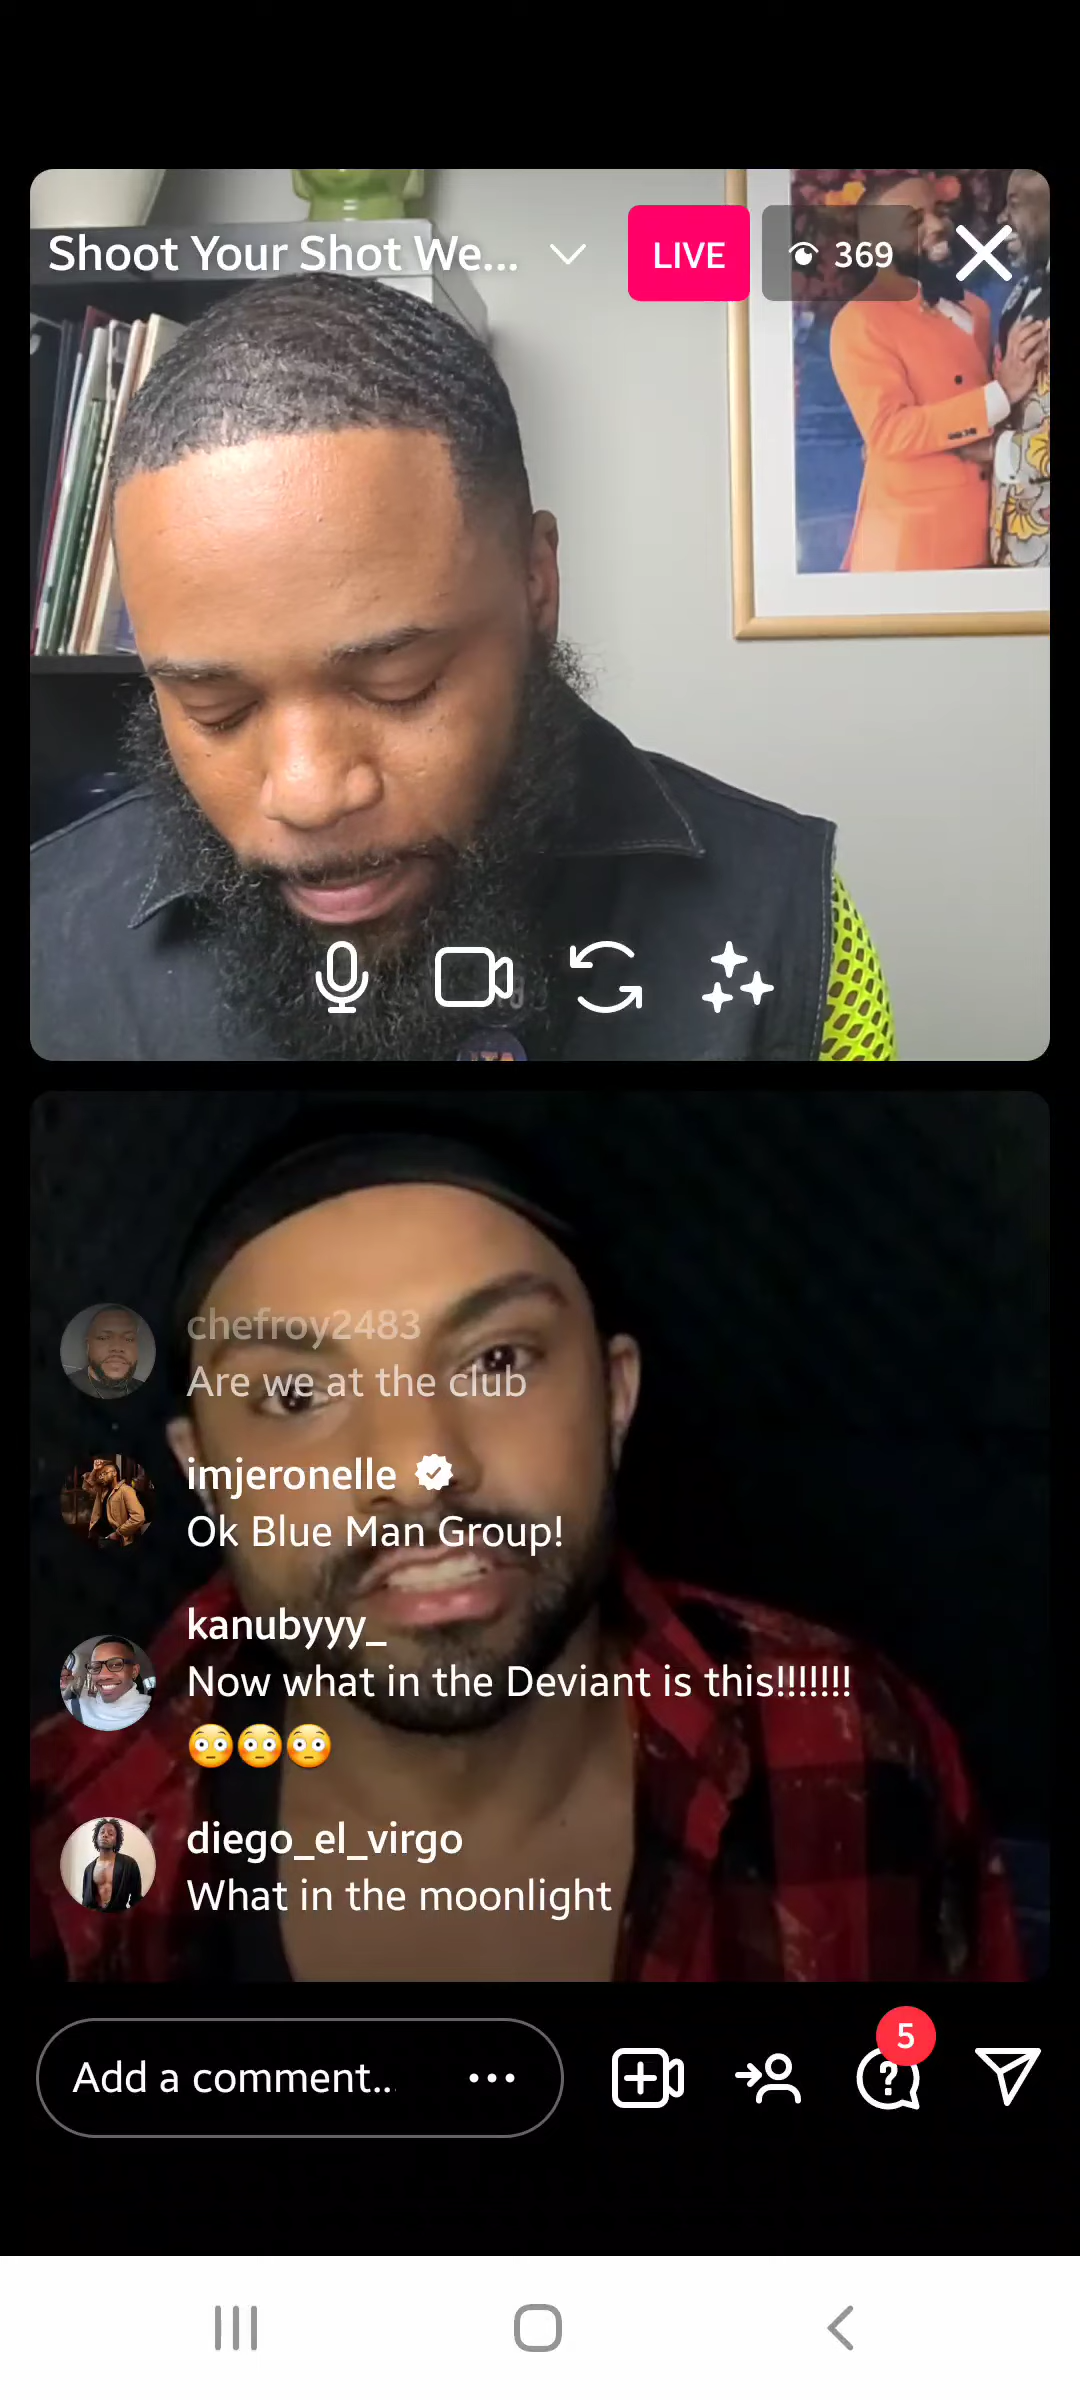 Shoot Your Shot We...
LIVE
369
chefroy2483
Are we at the club
imjeronelle
Ok Blue Man Group!
kanubyyy_
Now what in the Deviant is this!!!!!!!
😳😳😳
diego_el_virgo
What in the moonlight
Add a comment...
5